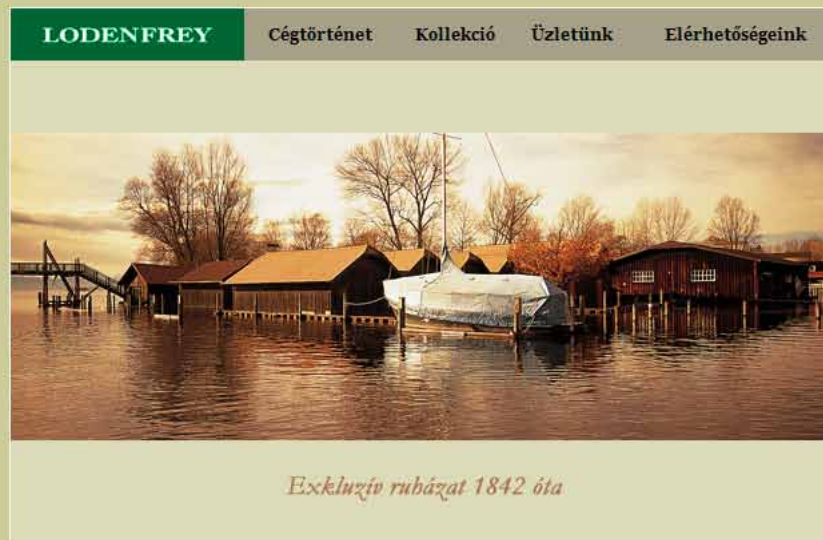 LODENFREY Cégtörténet Kollekció Üzletünk Elérhetőségeink
Exkluzív ruházat 1842 óta